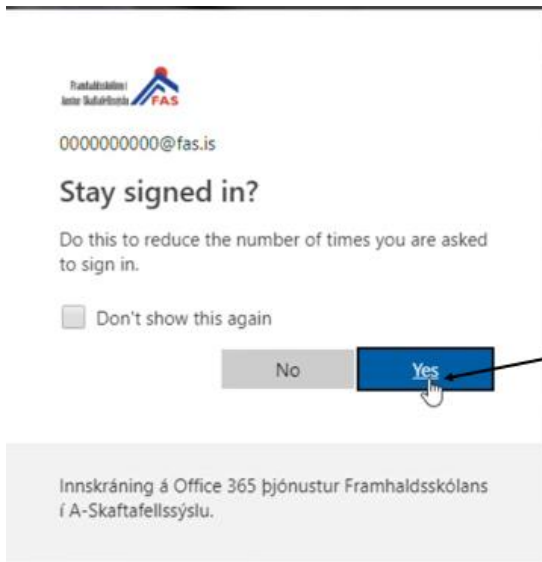 Framhaldsskólinn í
FAS
0000000000@fas.is
Stay signed in?
Do this to reduce the number of times you are asked
to sign in.
Don't show this again
No
Yes
Innskráning á Office 365 þjónustur Framhaldsskólans
í A-Skaftafellssýslu.